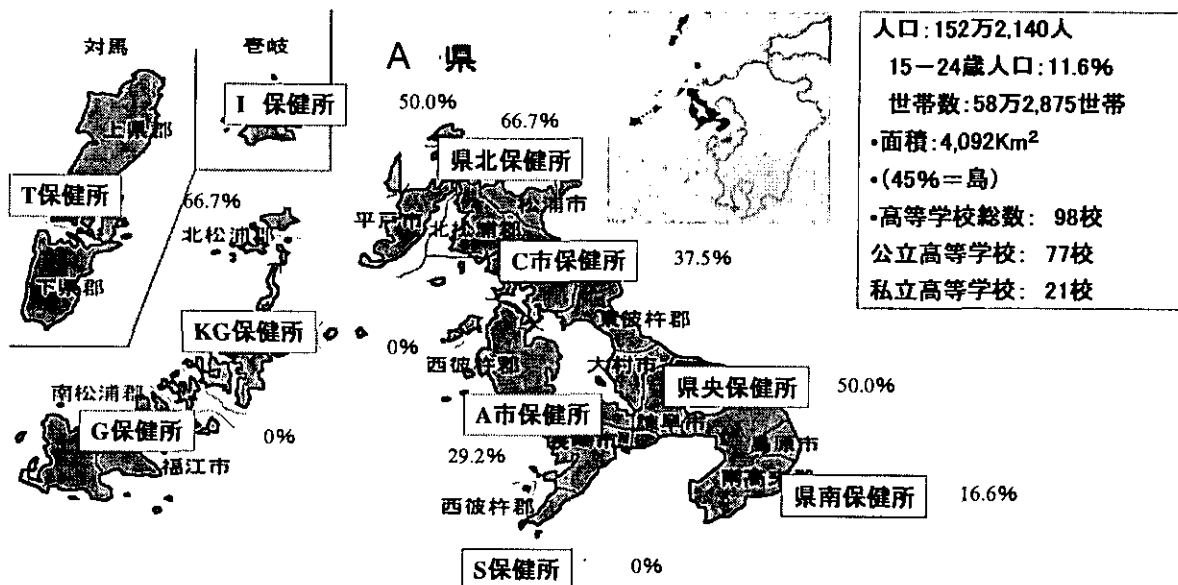 対馬
壱岐
A 県
I 保健所
50.0%
66.7%
上県郡
県北保健所
T保健所
66.7%
平戸市
松浦市
北松浦郡
北松浦郡
下県郡
C市保健所
37.5%
KG保健所
東彼杵郡
0%
西彼杵郡
大村市
県央保健所
50.0%
南松浦郡
A市保健所
諫早市
G保健所
0%
長崎市
島原市
福江市
29.2%
西彼杵郡
県南保健所
16.6%
S保健所
0%
人口:152万2,140人
15-24歳人口:11.6%
世帯数:58万2,875世帯
・面積:4,092Km²
・(45%=島)
・高等学校総数: 98校
公立高等学校: 77校
私立高等学校: 21校